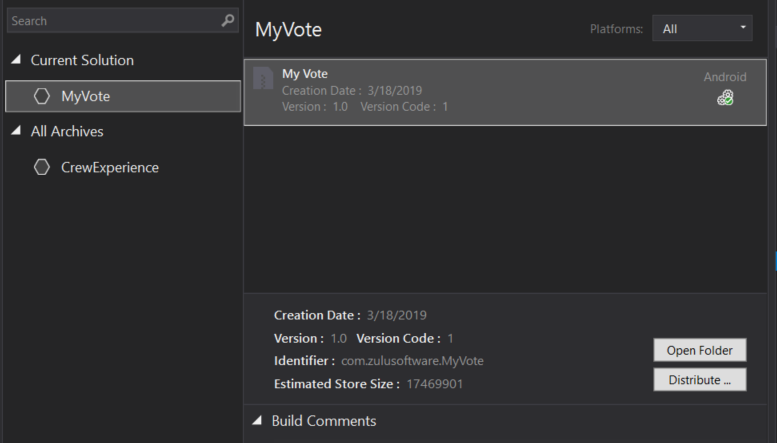 Search
Current Solution
MyVote
All Archives
CrewExperience
MyVote
Platforms: All
My Vote
Creation Date : 3/18/2019
Version : 1.0 Version Code : 1
Android
Creation Date : 3/18/2019
Version : 1.0 Version Code : 1
Identifier : com.zulusoftware.MyVote
Estimated Store Size : 17469901
Open Folder
Distribute ...
Build Comments